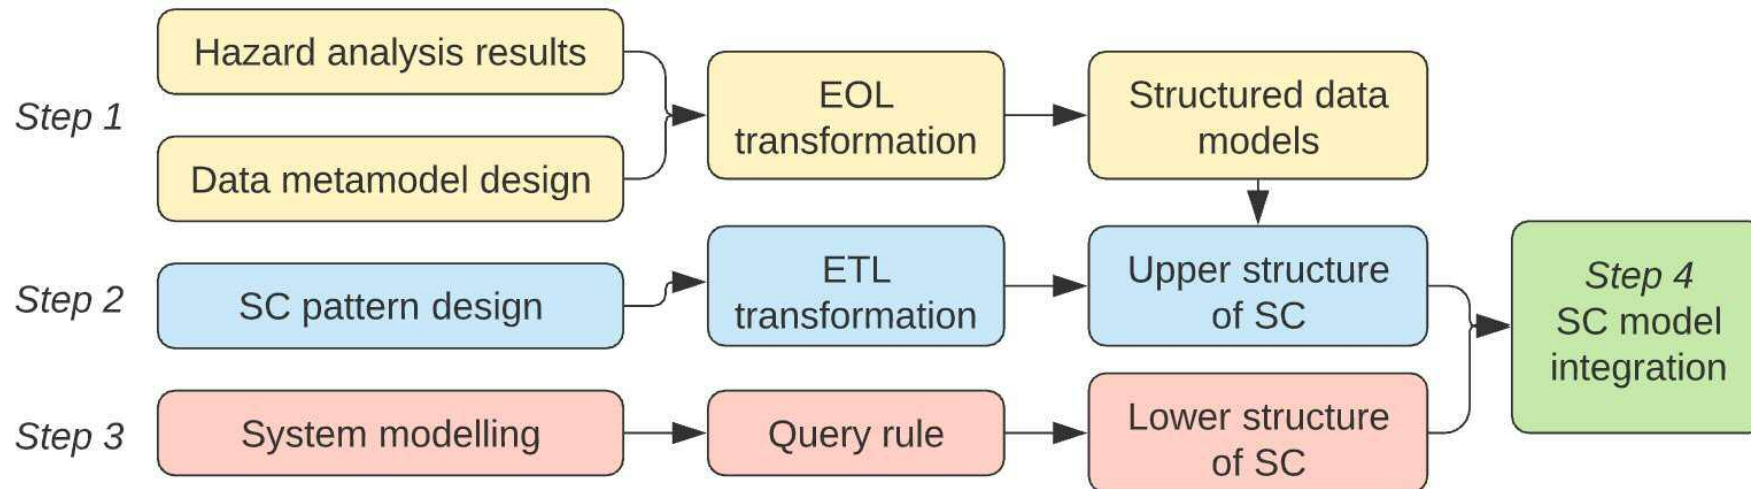 Step 1
Hazard analysis results
Data metamodel design
EOL
transformation
Structured data
models
Step 2
SC pattern design
ETL
transformation
Upper structure
of SC
Step 3
System modelling
Query rule
Lower structure
of SC
Step 4
SC model
integration